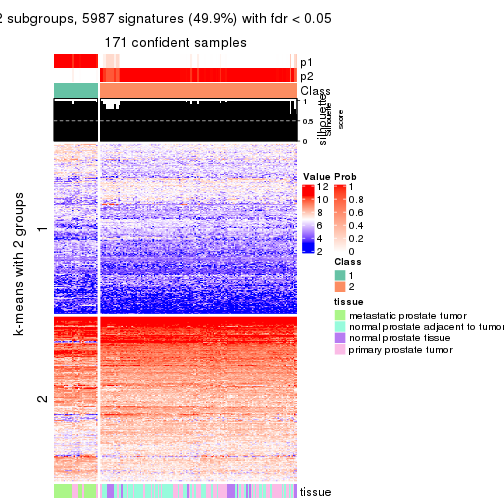 2 subgroups, 5987 signatures (49.9%) with fdr < 0.05
171 confident samples
p1
p2
Class
1
0.5
0
silhouette
Silhouette
score
k-means with 2 groups
1
2
Value
12
10
8
6
4
2
Prob
1
0.8
0.6
0.4
0.2
0
Class
1
2
tissue
metastatic prostate tumor
normal prostate adjacent to tumor
normal prostate tissue
primary prostate tumor
tissue